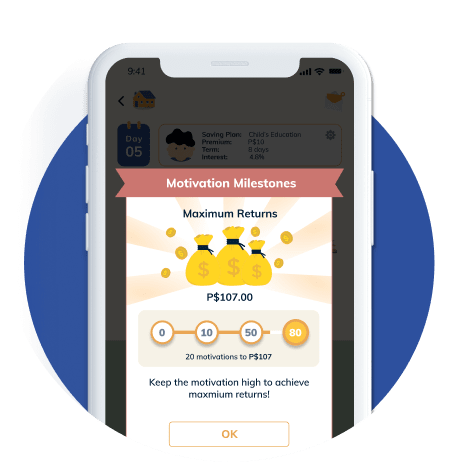 9:41
Day
05
Saving Plan: Child's Education
Premium: P$10
Term: 8 days
Interest: 4.8%
Motivation Milestones
Maximum Returns
$ $ $
P$107.00
0 10 50 80
20 motivations to P$107
Keep the motivation high to achieve
maxmium returns!
OK